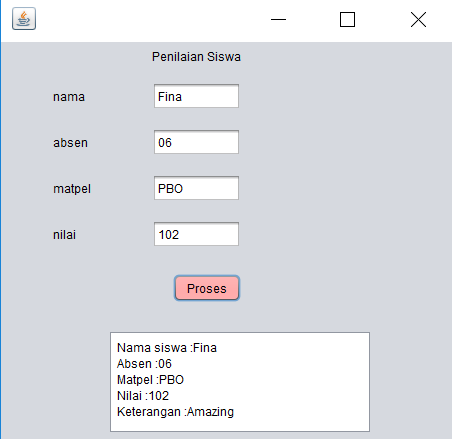 Penilaian Siswa
nama Fina
absen 06
matpel PBO
nilai 102
Proses
Nama siswa :Fina
Absen :06
Matpel :PBO
Nilai :102
Keterangan :Amazing